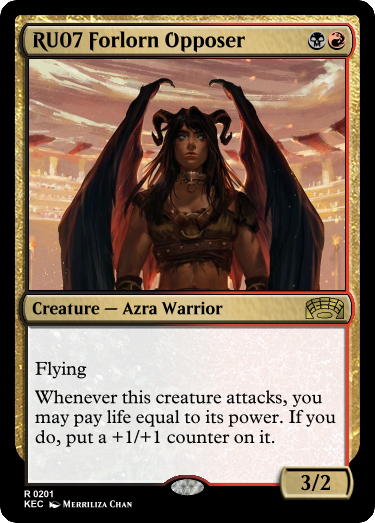 RU07 Forlorn Opposer
Creature — Azra Warrior
Flying
Whenever this creature attacks, you
may pay life equal to its power. If you
do, put a +1/+1 counter on it.
3/2
R 0201
KEC Merriliza Chan